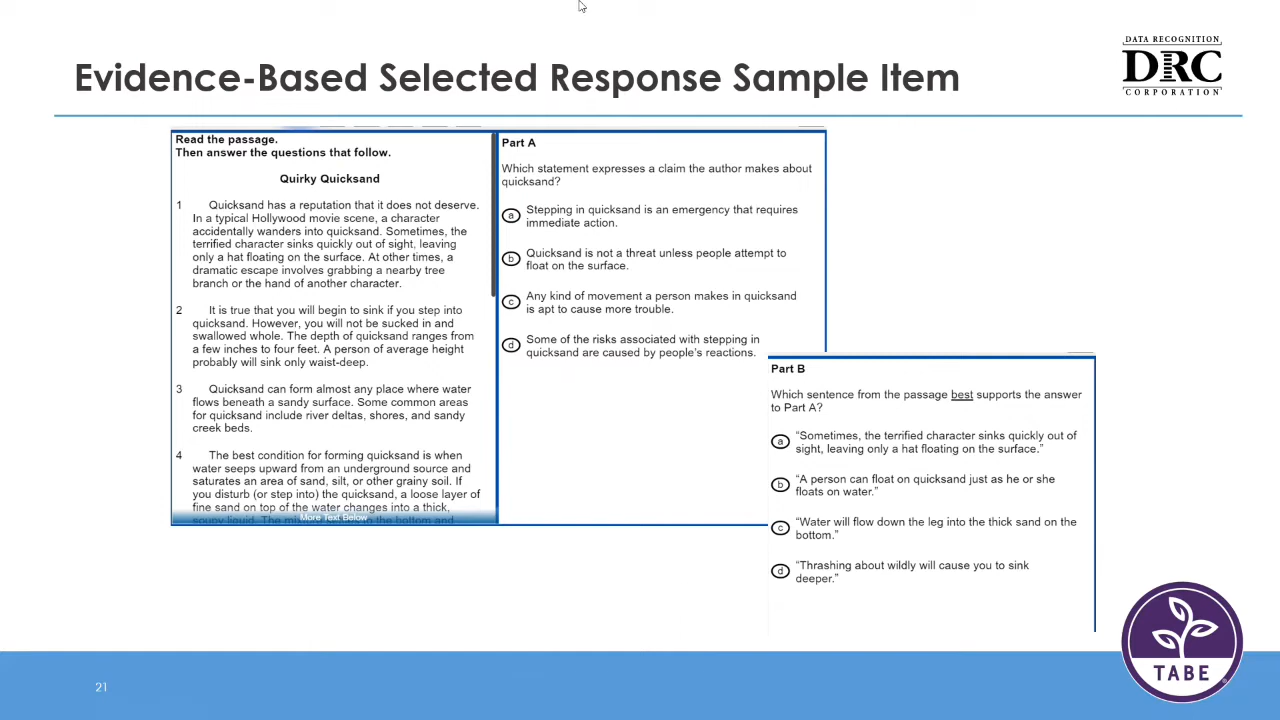 Evidence-Based Selected Response Sample Item
DATA RECOGNITION
DRC
CORPORATION
Read the passage.
Then answer the questions that follow.
Quirky Quicksand
1 Quicksand has a reputation that it does not deserve.
In a typical Hollywood movie scene, a character
accidentally wanders into quicksand. Sometimes, the
terrified character sinks quickly out of sight, leaving
only a hat floating on the surface. At other times, a
dramatic escape involves grabbing a nearby tree
branch or the hand of another character.
2 It is true that you will begin to sink if you step into
quicksand. However, you will not be sucked in and
swallowed whole. The depth of quicksand ranges from
a few inches to four feet. A person of average height
probably will sink only waist-deep.
3 Quicksand can form almost any place where water
flows beneath a sandy surface. Some common areas
for quicksand include river deltas, shores, and sandy
creek beds.
4 The best condition for forming quicksand is when
water seeps upward from an underground source and
saturates an area of sand, silt, or other grainy soil. If
you disturb (or step into) the quicksand, a loose layer of
fine sand on top of the water changes into a thick,
soupy liquid. The bottom and
More Text Below
Part A
Which statement expresses a claim the author makes about
quicksand?
a Stepping in quicksand is an emergency that requires
immediate action.
b Quicksand is not a threat unless people attempt to
float on the surface.
c Any kind of movement a person makes in quicksand
is apt to cause more trouble.
d Some of the risks associated with stepping in
quicksand are caused by people's reactions.
Part B
Which sentence from the passage best supports the answer
to Part A?
a “Sometimes, the terrified character sinks quickly out of
sight, leaving only a hat floating on the surface.”
b “A person can float on quicksand just as he or she
floats on water.”
c “Water will flow down the leg into the thick sand on the
bottom.”
d “Thrashing about wildly will cause you to sink
deeper.”
TABE
21